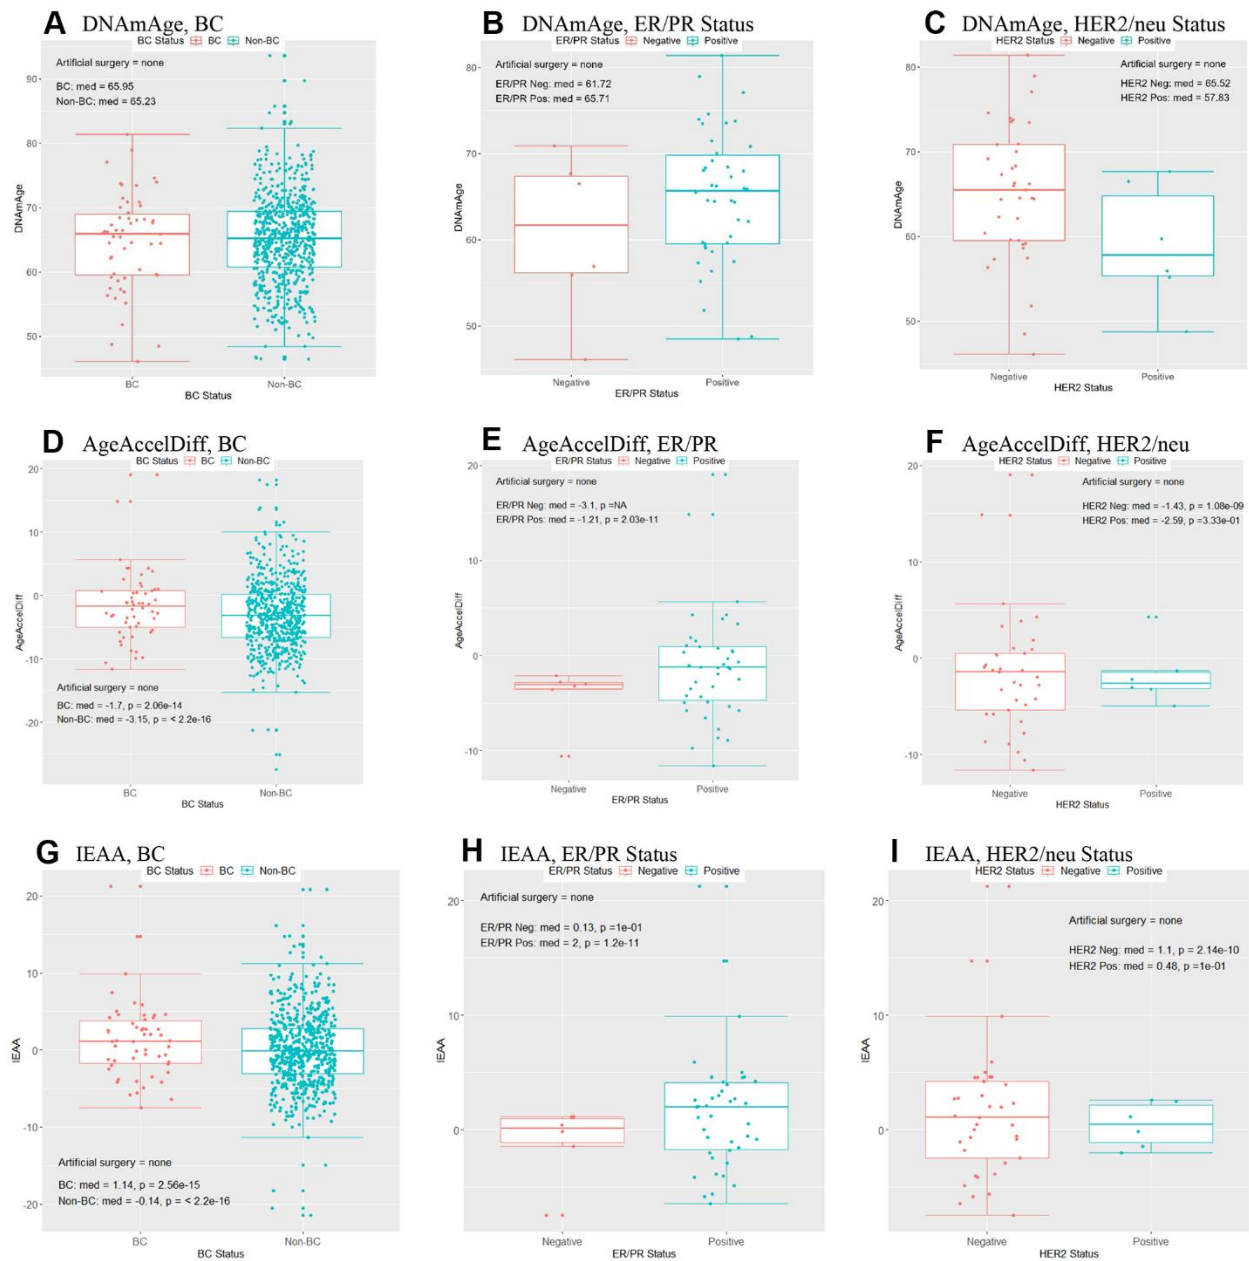 A DNAmAge, BC
BC Status BC Non-BC
Artificial surgery = none
BC: med = 65.95
Non-BC: med = 65.23
90
80
70
60
50
DNAmAge
BC Non-BC
BC Status
B DNAmAge, ER/PR Status
ER/PR Status Negative Positive
Artificial surgery = none
ER/PR Neg: med = 61.72
ER/PR Pos: med = 65.71
80
70
60
50
DNAmAge
Negative Positive
ER/PR Status
C DNAmAge, HER2/neu Status
HER2 Status Negative Positive
Artificial surgery = none
HER2 Neg: med = 65.52
HER2 Pos: med = 57.83
80
70
60
50
DNAmAge
Negative Positive
HER2 Status
D AgeAccelDiff, BC
BC Status BC Non-BC
20
10
0
-10
-20
AgeAccelDiff
Artificial surgery = none
BC: med = -1.7, p = 2.06e-14
Non-BC: med = -3.15, p = < 2.2e-16
BC Non-BC
BC Status
E AgeAccelDiff, ER/PR
ER/PR Status Negative Positive
Artificial surgery = none
ER/PR Neg: med = -3.1, p =NA
ER/PR Pos: med = -1.21, p = 2.03e-11
20
10
0
-10
AgeAccelDiff
Negative Positive
ER/PR Status
F AgeAccelDiff, HER2/neu
HER2 Status Negative Positive
Artificial surgery = none
HER2 Neg: med = -1.43, p = 1.08e-09
HER2 Pos: med = -2.59, p =3.33e-01
20
10
0
-10
AgeAccelDiff
Negative Positive
HER2 Status
G IEAA, BC
BC Status BC Non-BC
20
10
0
-10
-20
IEAA
Artificial surgery = none
BC: med = 1.14, p = 2.56e-15
Non-BC: med = -0.14, p = < 2.2e-16
BC Non-BC
BC Status
H IEAA, ER/PR Status
ER/PR Status Negative Positive
Artificial surgery = none
ER/PR Neg: med = 0.13, p =1e-01
ER/PR Pos: med = 2, p = 1.2e-11
20
10
0
IEAA
Negative Positive
ER/PR Status
I IEAA, HER2/neu Status
HER2 Status Negative Positive
Artificial surgery = none
HER2 Neg: med = 1.1, p = 2.14e-10
HER2 Pos: med = 0.48, p =1e-01
20
10
0
IEAA
Negative Positive
HER2 Status